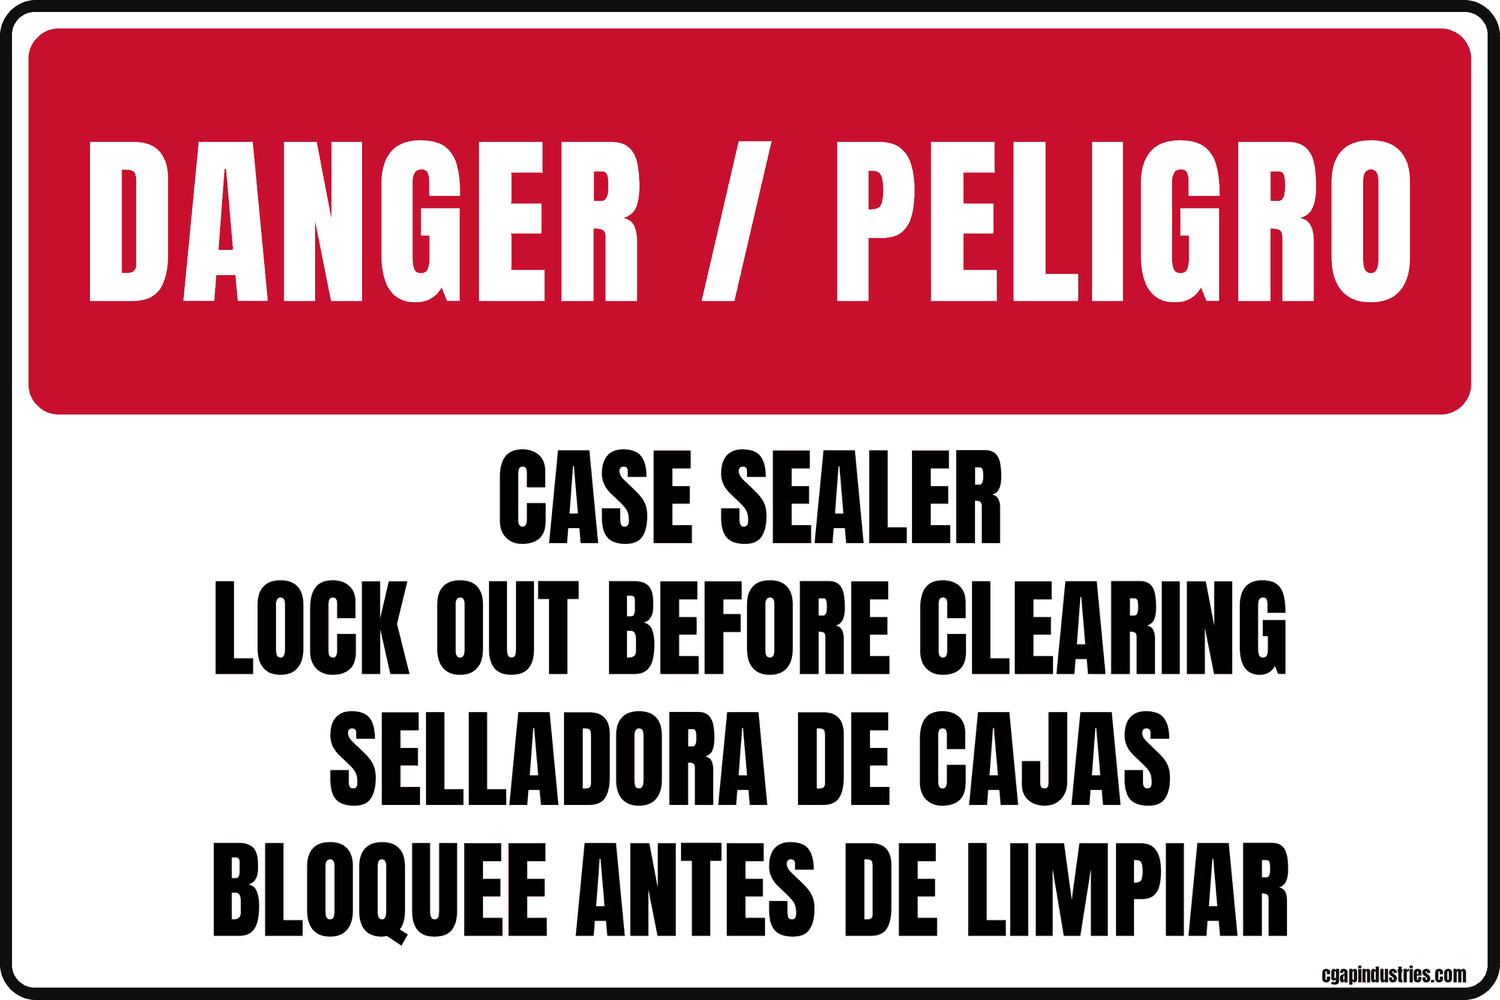 DANGER / PELIGRO
CASE SEALER
LOCK OUT BEFORE CLEARING
SELLADORA DE CAJAS
BLOQUEE ANTES DE LIMPIAR
cgapindustries.com